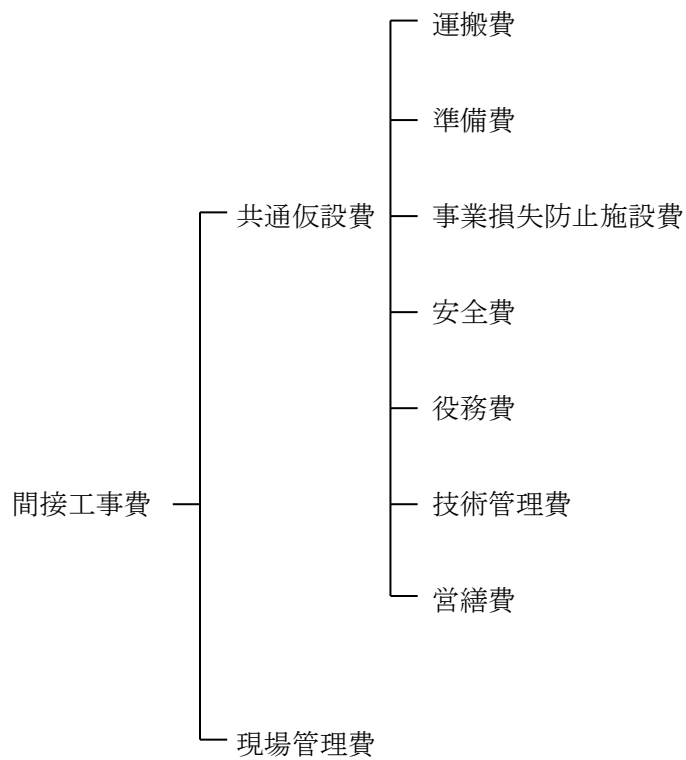 運搬費
準備費
共通仮設費
事業損失防止施設費
安全費
役務費
間接工事費
技術管理費
営繕費
現場管理費